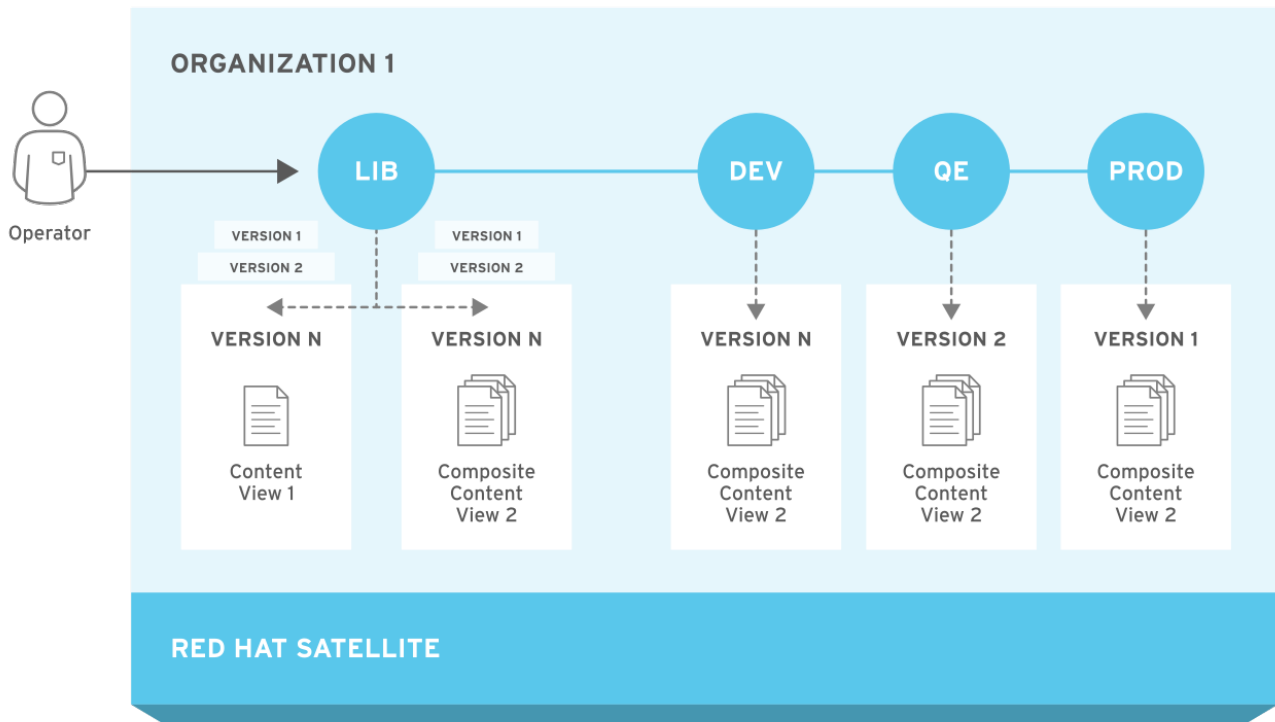 ORGANIZATION 1
LIB
DEV
QE
PROD
Operator
VERSION 1
VERSION 2
VERSION 1
VERSION 2
VERSION N
Content
View 1
VERSION N
Composite
Content
View 2
VERSION N
Composite
Content
View 2
VERSION 2
Composite
Content
View 2
VERSION 1
Composite
Content
View 2
RED HAT SATELLITE